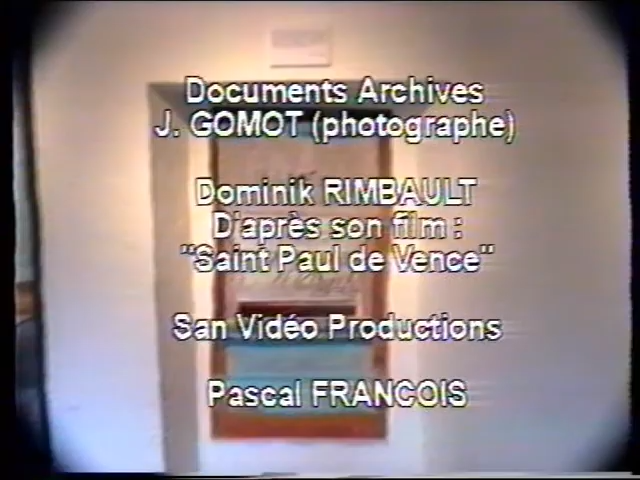 Documents Archives
J. GOMOT (photographe)
Dominik RIMBAULT
D'après son film :
"Saint Paul de Vence"
San Vidéo Productions
Pascal FRANCOIS